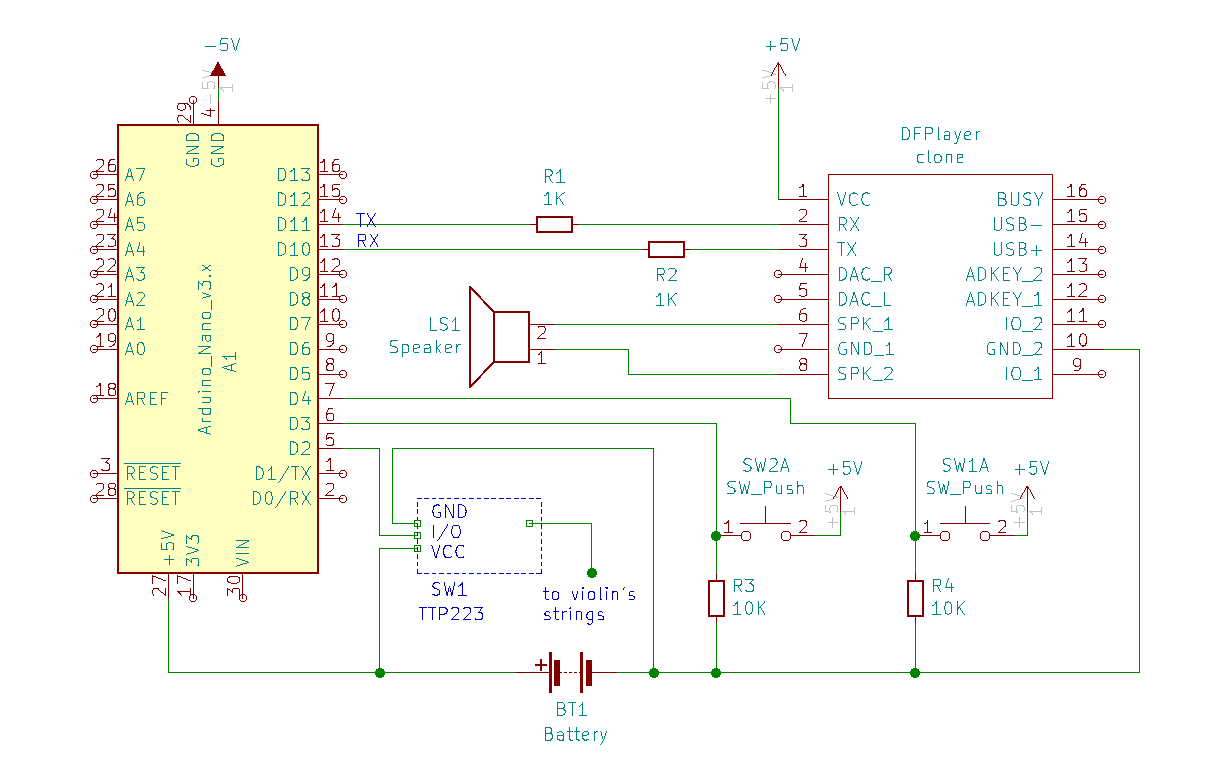 -5V
+5V
-5V
1
+5V
1
29
4
GND
GND
DFPlayer
clone
26 A7
25 A6
24 A5
23 A4
22 A3
21 A2
20 A1
19 A0
18 AREF
3 RESET
28 RESET
D13 16
D12 15
D11 14
D10 13
D9 12
D8 11
D7 10
D6 9
D5 8
D4 7
D3 6
D2 5
D1/TX 1
D0/RX 2
Arduino_Nano_v3.x
A1
+5V
3V3
VIN
27
17
30
TX
RX
R1
1K
R2
1K
LS1
Speaker
2
1
1 VCC
2 RX
3 TX
4 DAC_R
5 DAC_L
6 SPK_1
7 GND_1
8 SPK_2
BUSY 16
USB- 15
USB+ 14
ADKEY_2 13
ADKEY_1 12
IO_2 11
GND_2 10
IO_1 9
SW2A
SW_Push
+5V
+5V
1
1
2
SW1A
SW_Push
+5V
+5V
1
1
2
GND
I/O
VCC
SW1
TTP223
to violin's
strings
R3
10K
R4
10K
+
BT1
Battery